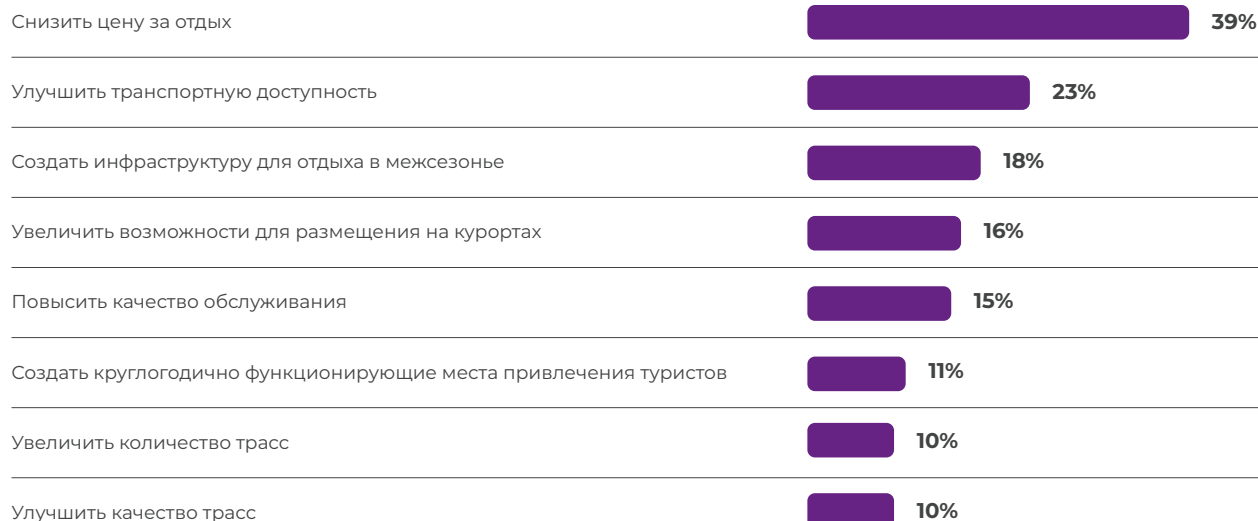 Снизить цену за отдых 39%
Улучшить транспортную доступность 23%
Создать инфраструктуру для отдыха в межсезонье 18%
Увеличить возможности для размещения на курортах 16%
Повысить качество обслуживания 15%
Создать круглогодично функционирующие места привлечения туристов 11%
Увеличить количество трасс 10%
Улучшить качество трасс 10%